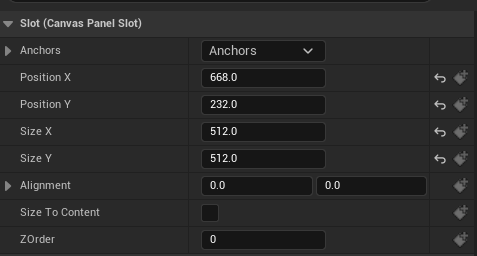 Slot (Canvas Panel Slot)
Anchors Anchors
Position X 668.0
Position Y 232.0
Size X 512.0
Size Y 512.0
Alignment 0.0 0.0
Size To Content
ZOrder 0